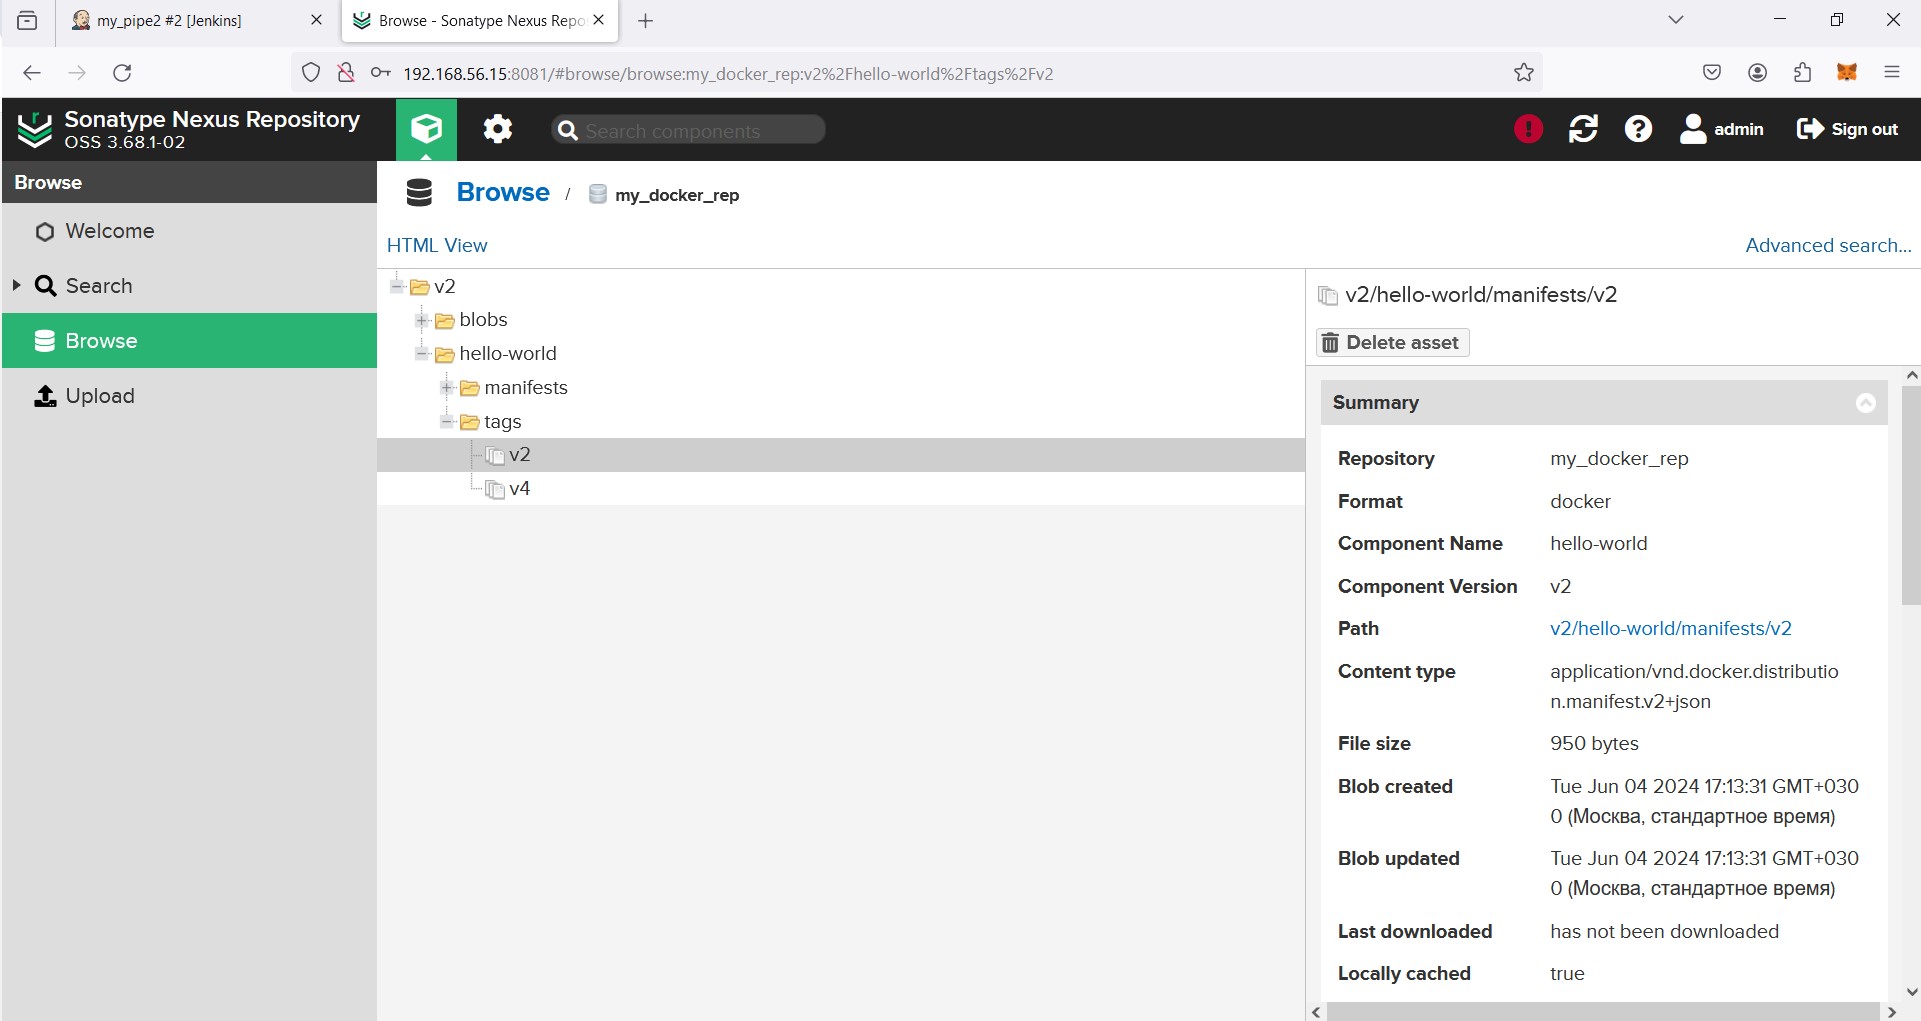 my_pipe2 #2 [Jenkins]
Browse - Sonatype Nexus Repo
192.168.56.15:8081/#browse/browse:my_docker_rep:v2%2Fhello-world%2Ftags%2Fv2
Sonatype Nexus Repository
OSS 3.68.1-02
Search components
admin
Sign out
Browse
Welcome
Search
Browse
Upload
Browse / my_docker_rep
HTML View
Advanced search...
v2
blobs
hello-world
manifests
tags
v2
v4
v2/hello-world/manifests/v2
Delete asset
Summary
Repository my_docker_rep
Format docker
Component Name hello-world
Component Version v2
Path v2/hello-world/manifests/v2
Content type application/vnd.docker.distributio
n.manifest.v2+json
File size 950 bytes
Blob created Tue Jun 04 2024 17:13:31 GMT+030
0 (Москва, стандартное время)
Blob updated Tue Jun 04 2024 17:13:31 GMT+030
0 (Москва, стандартное время)
Last downloaded has not been downloaded
Locally cached true